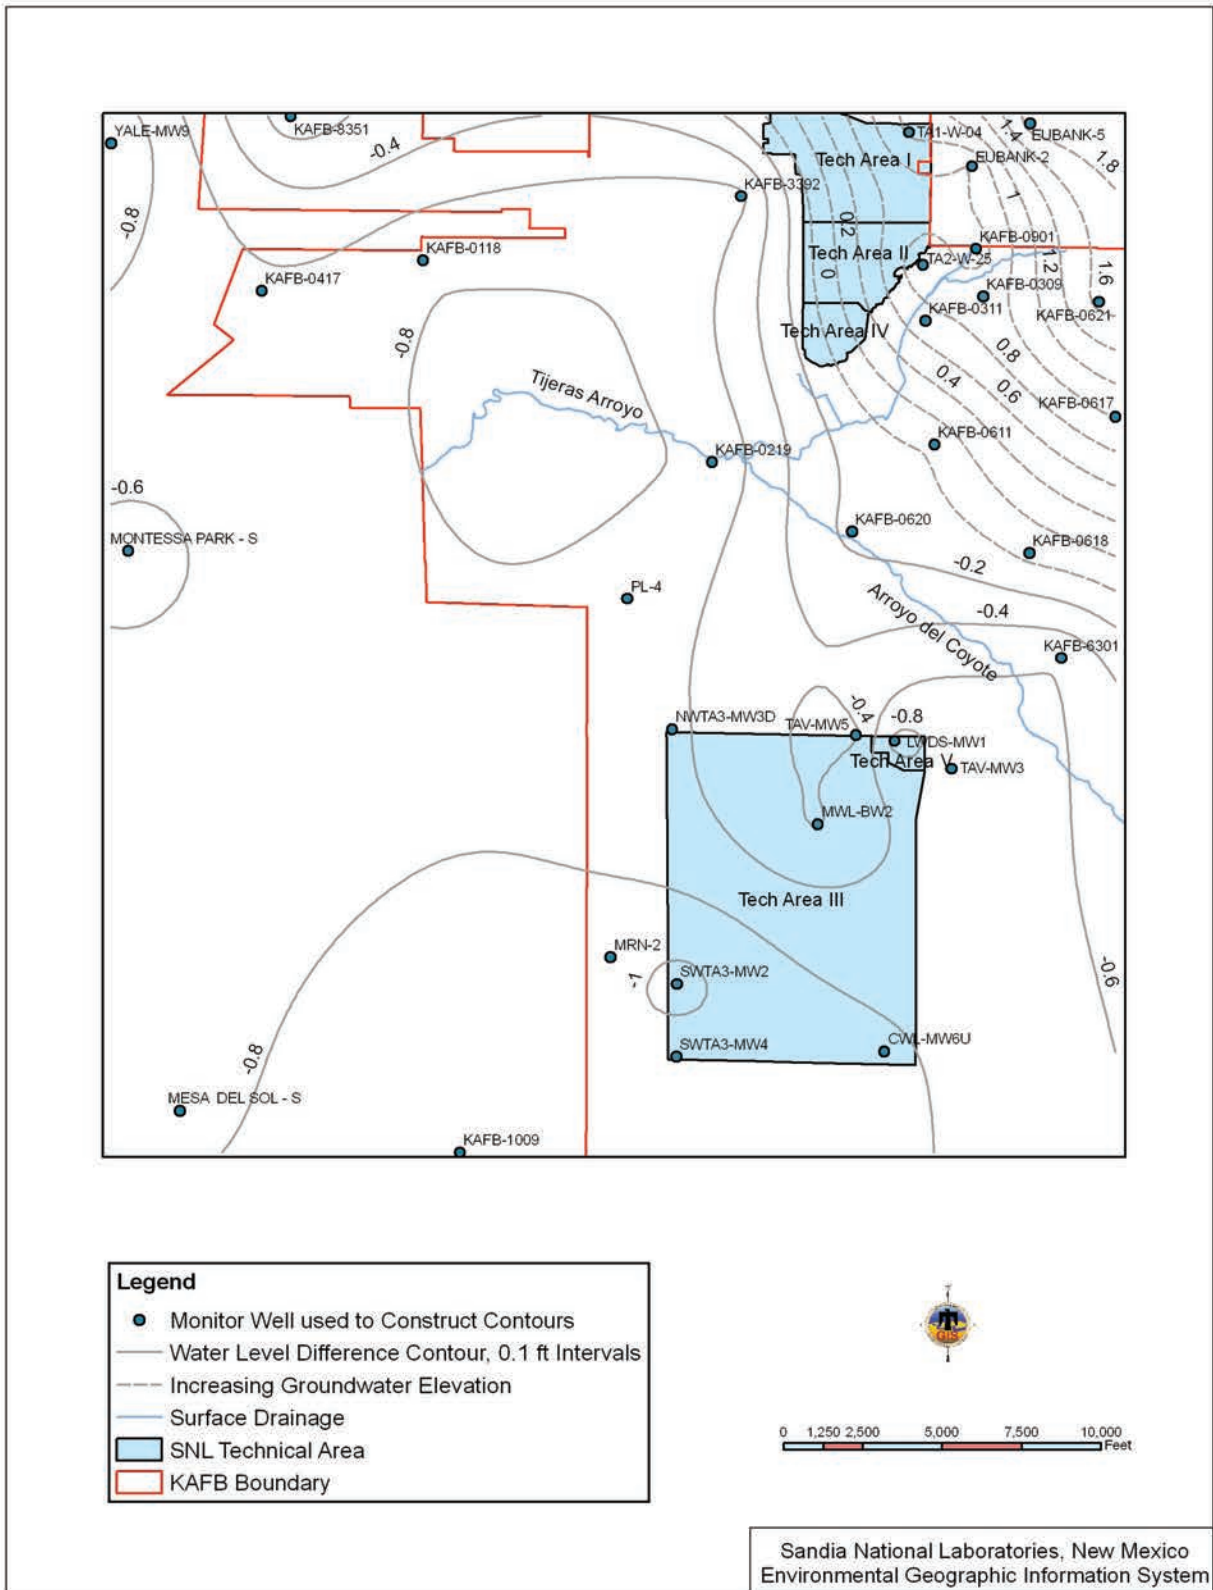 YALE-MW9
KAFB-8351
-0.4
TA1-W-04
1.4
EUBANK-5
Tech Area I
EUBANK-2
1.8
KAFB-3392
-0.8
1
0.2
KAFB-0901
KAFB-0118
Tech Area II
TA2-W-25
1.2
1.6
0
KAFB-0417
KAFB-0309
KAFB-0311
KAFB-0621
Tech Area IV
-0.8
0.8
0.4
Tijeras Arroyo
0.6
KAFB-0617
KAFB-0611
KAFB-0219
-0.6
KAFB-0620
MONTESSA PARK - S
KAFB-0618
-0.2
PL-4
Arroyo del Coyote
-0.4
KAFB-6301
-0.4
-0.8
NWTA3-MW3D
TAV-MW5
LWDS-MW1
Tech Area V
TAV-MW3
MWL-BW2
Tech Area III
MRN-2
-1
SWTA3-MW2
-0.6
-0.8
SWTA3-MW4
CWL-MW6U
MESA DEL SOL - S
KAFB-1009
Legend
Monitor Well used to Construct Contours
Water Level Difference Contour, 0.1 ft Intervals
Increasing Groundwater Elevation
Surface Drainage
SNL Technical Area
KAFB Boundary
GIS
0 1,250 2,500 5,000 7,500 10,000
Feet
Sandia National Laboratories, New Mexico
Environmental Geographic Information System